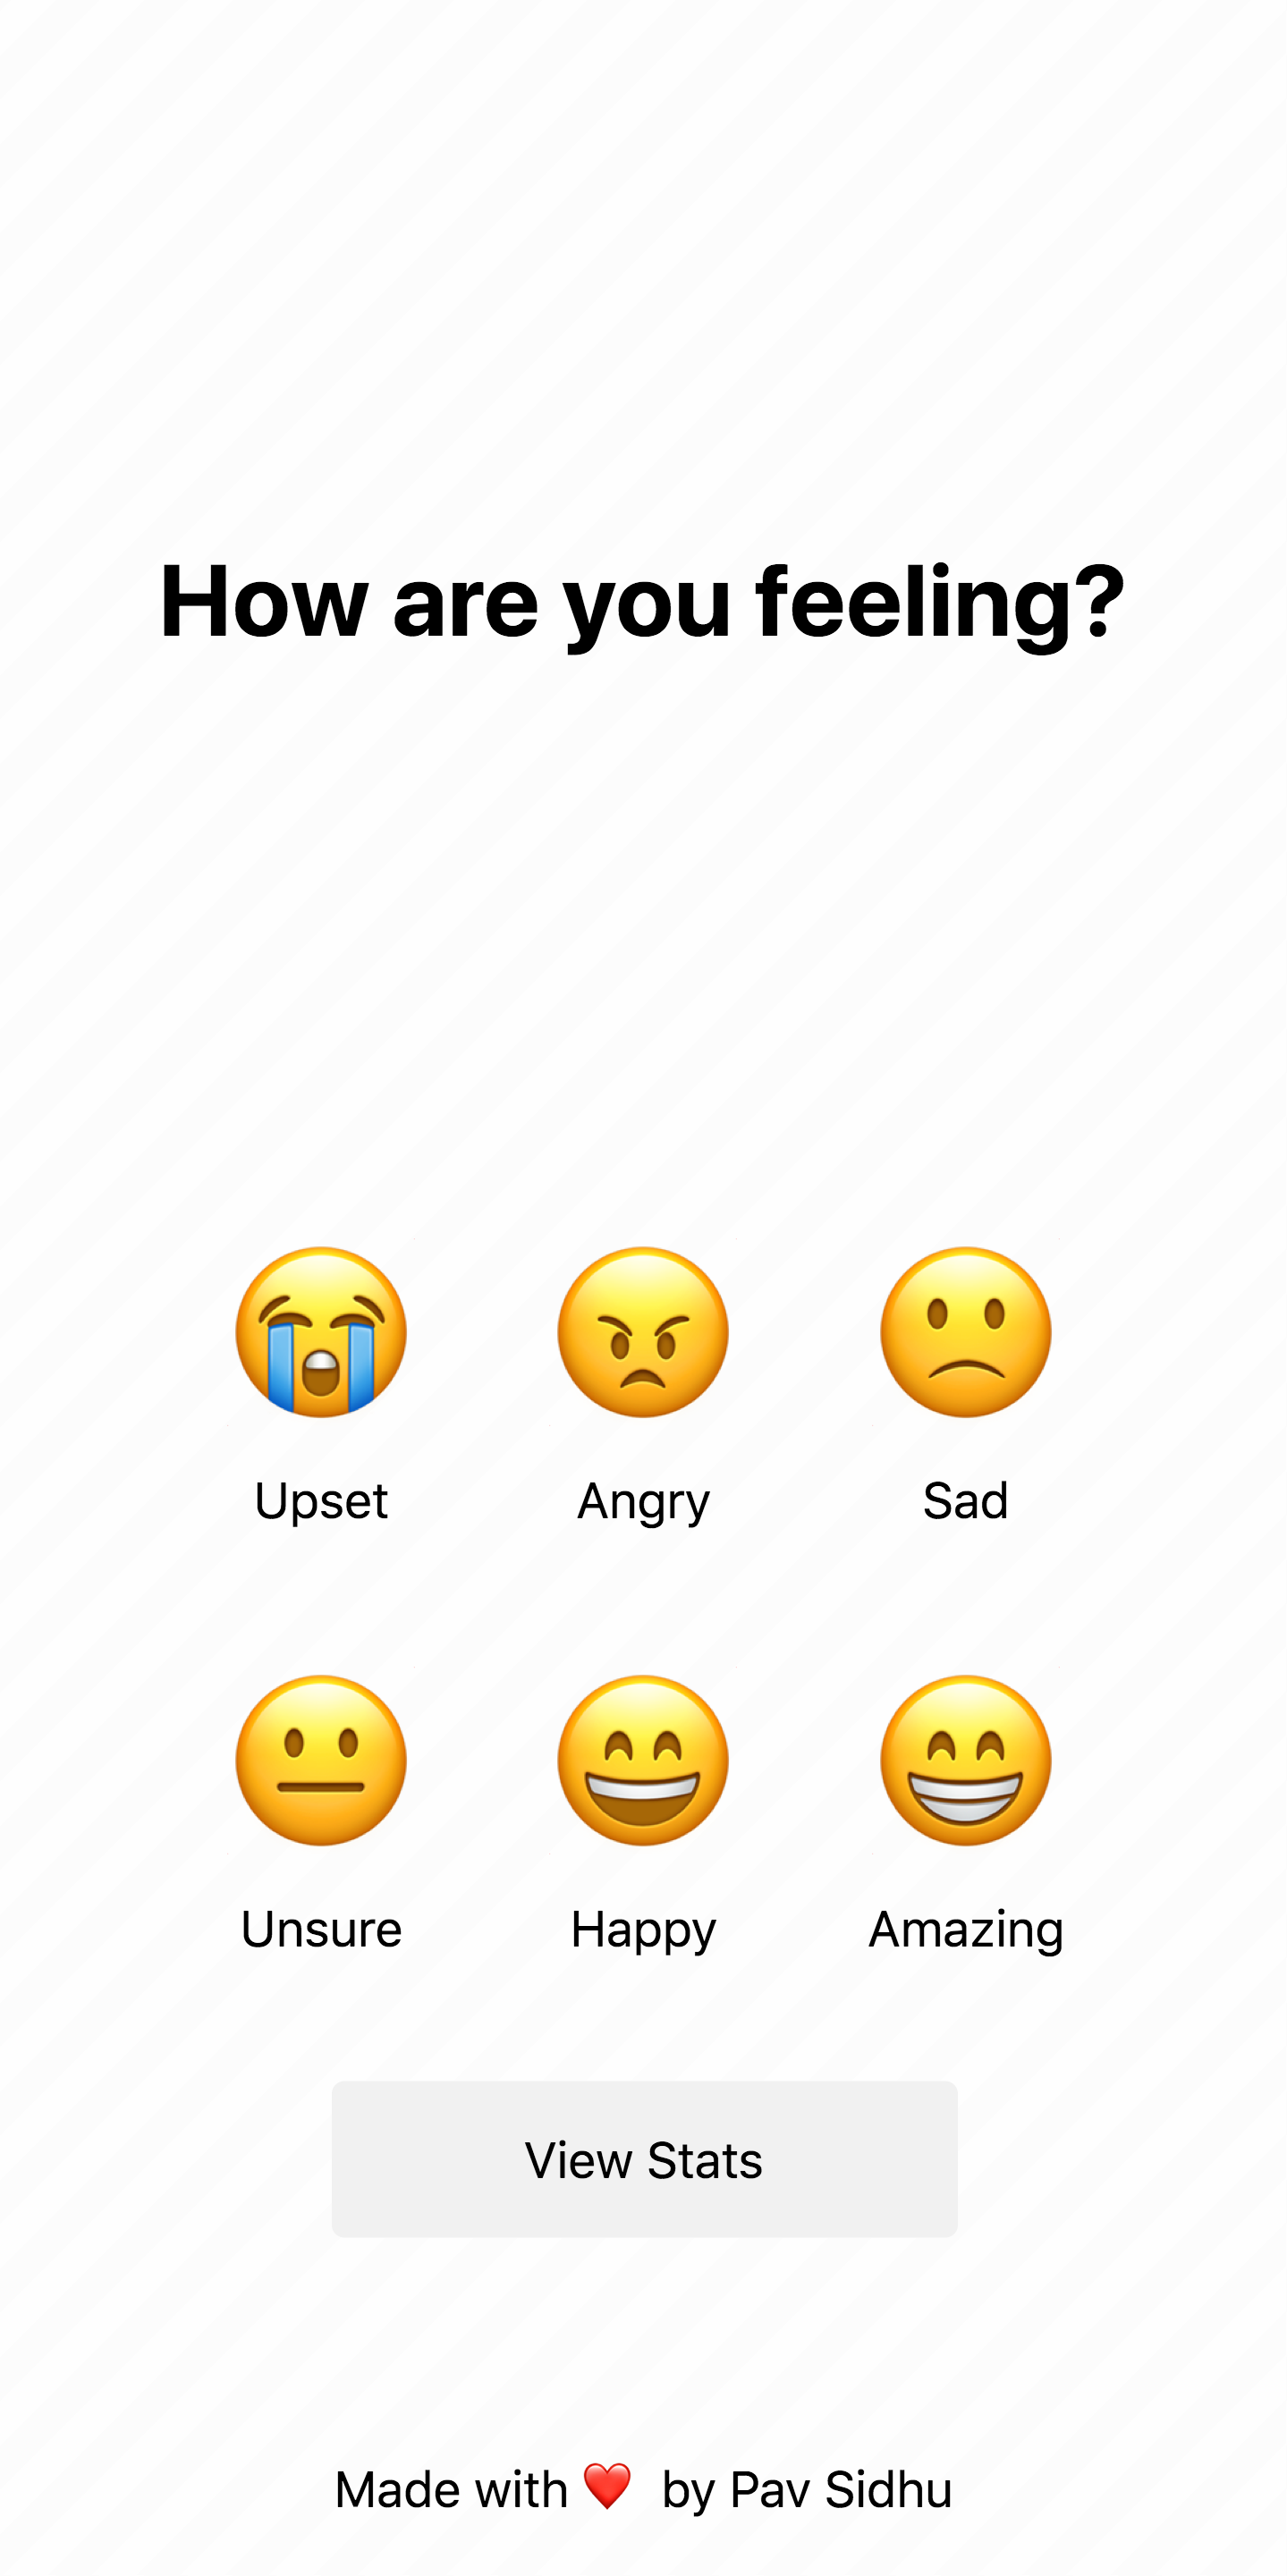 How are you feeling?
Upset Angry Sad
Unsure Happy Amazing
View Stats
Made with ❤️ by Pav Sidhu